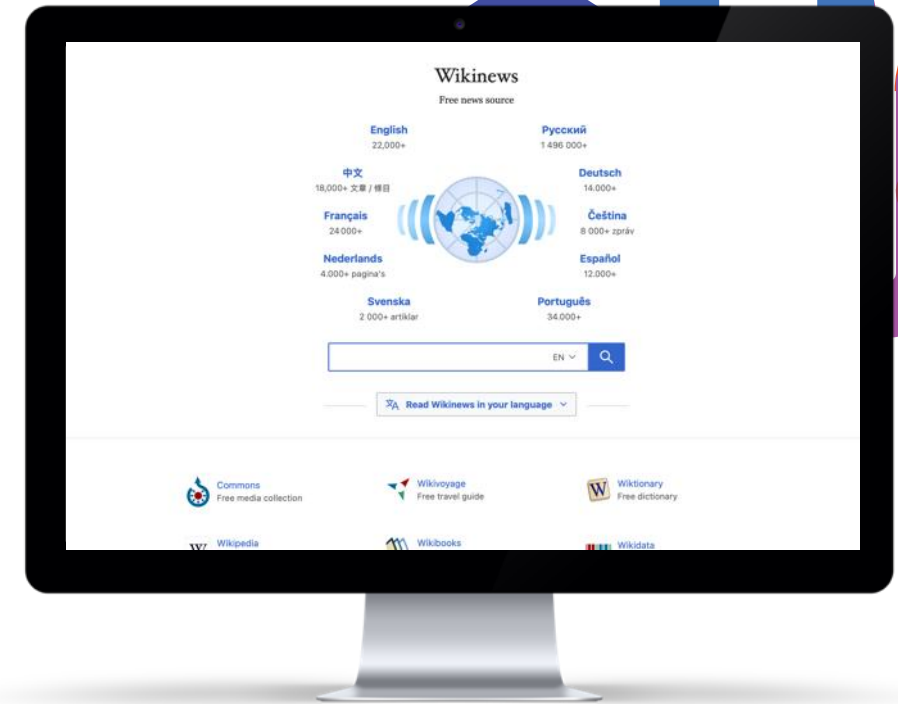 Wikinews
Free news source
English
22,000+
Русский
1 496 000+
中文
18,000+ 文章 / 條目
Deutsch
14.000+
Français
24 000+
Čeština
8 000+ zpráv
Nederlands
4.000+ pagina's
Español
12.000+
Svenska
2 000+ artiklar
Português
34.000+
EN
Read Wikinews in your language
Commons
Free media collection
Wikivoyage
Free travel guide
W
Wiktionary
Free dictionary
W
Wikipedia
Wikibooks
Wikidata